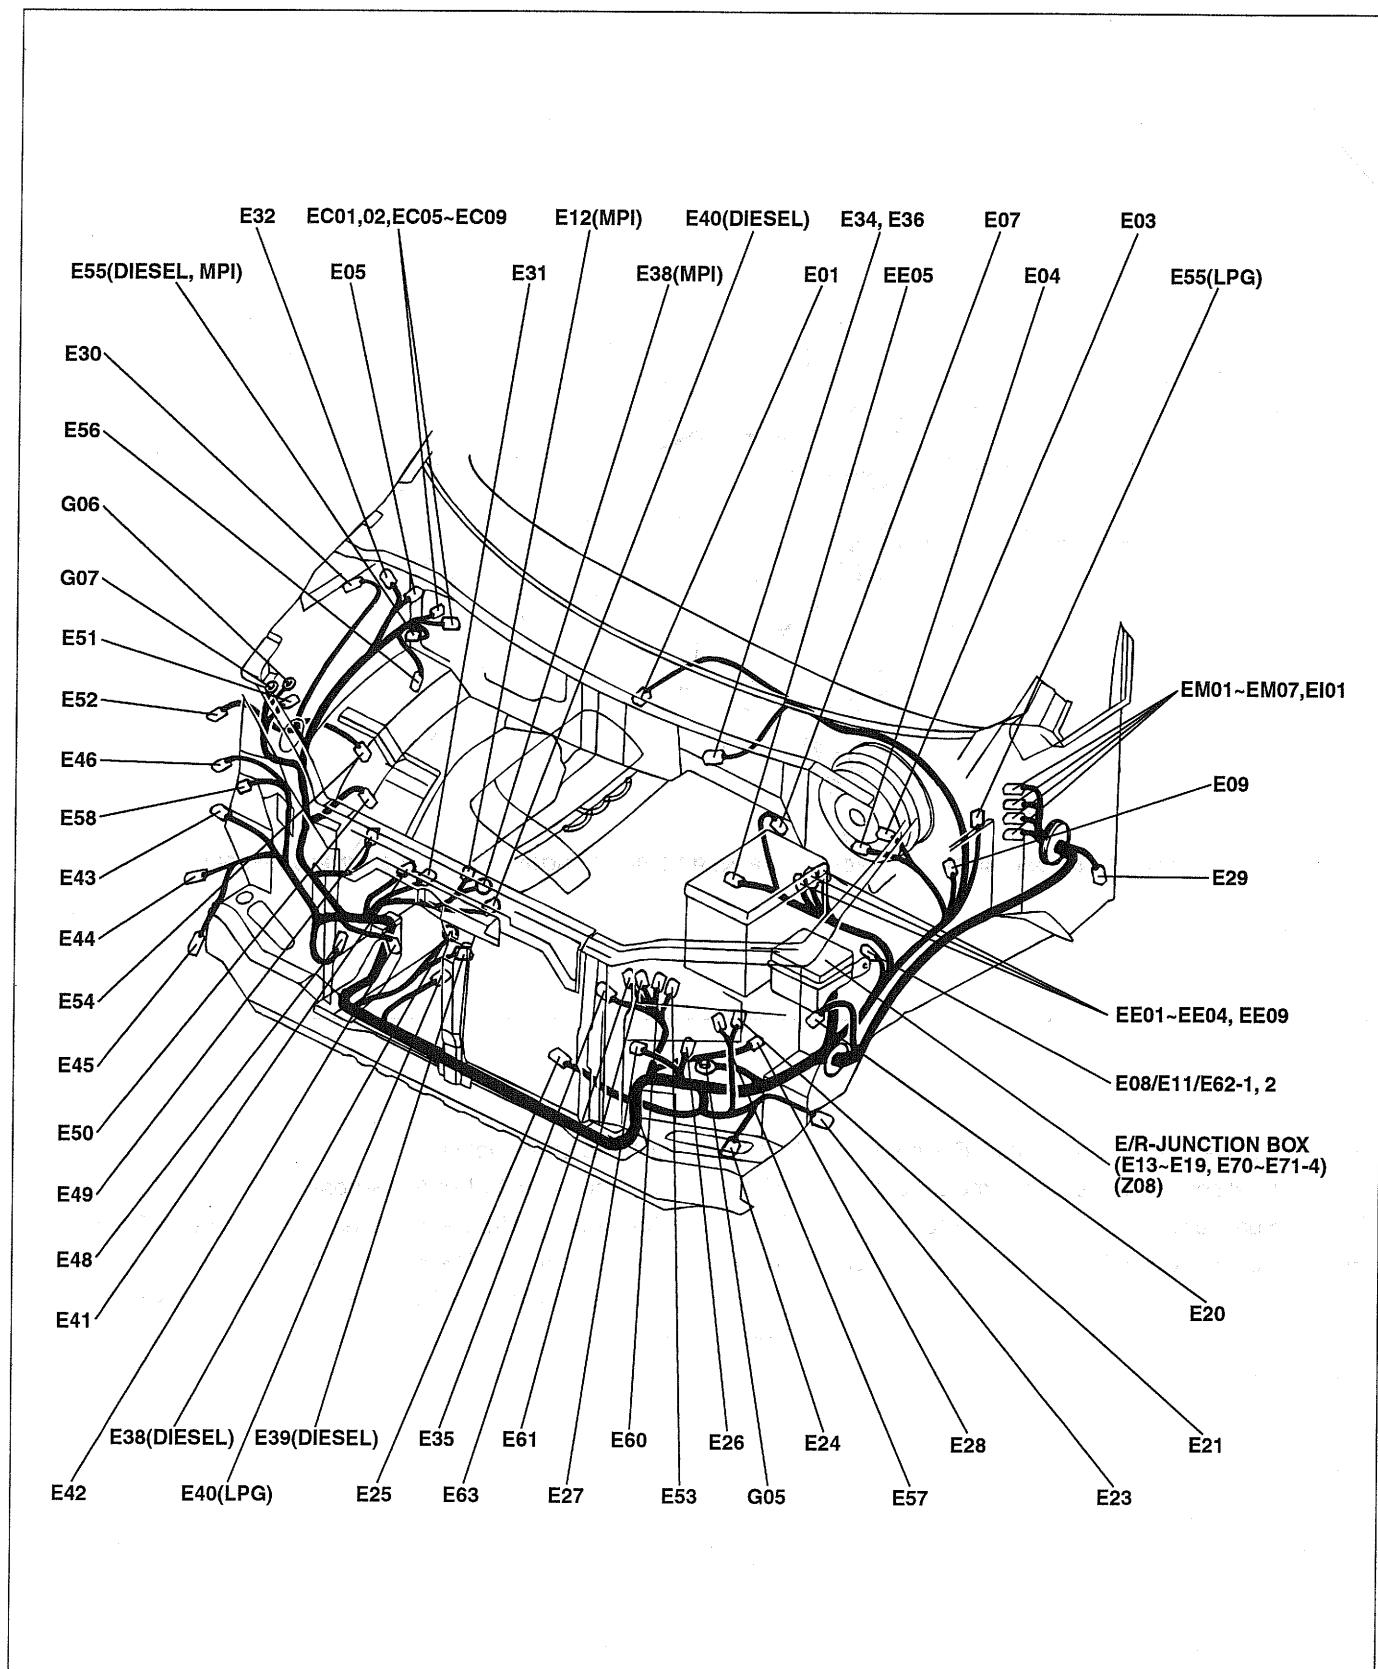 E32 EC01,02,EC05~EC09 E12(MPI) E40(DIESEL) E34, E36 E07 E03
E55(DIESEL, MPI) E05 E31 E38(MPI) E01 EE05 E04 E55(LPG)
E30
E56
G06
G07
E51
E52
EM01~EM07,EI01
E46
E09
E58
E43
E29
E44
E54
EE01~EE04, EE09
E45
E08/E11/E62-1, 2
E50
E/R-JUNCTION BOX
(E13~E19, E70~E71-4)
(Z08)
E49
E48
E41
E20
E38(DIESEL) E39(DIESEL) E35 E61 E60 E26 E24 E28 E21
E42 E40(LPG) E25 E63 E27 E53 G05 E57 E23